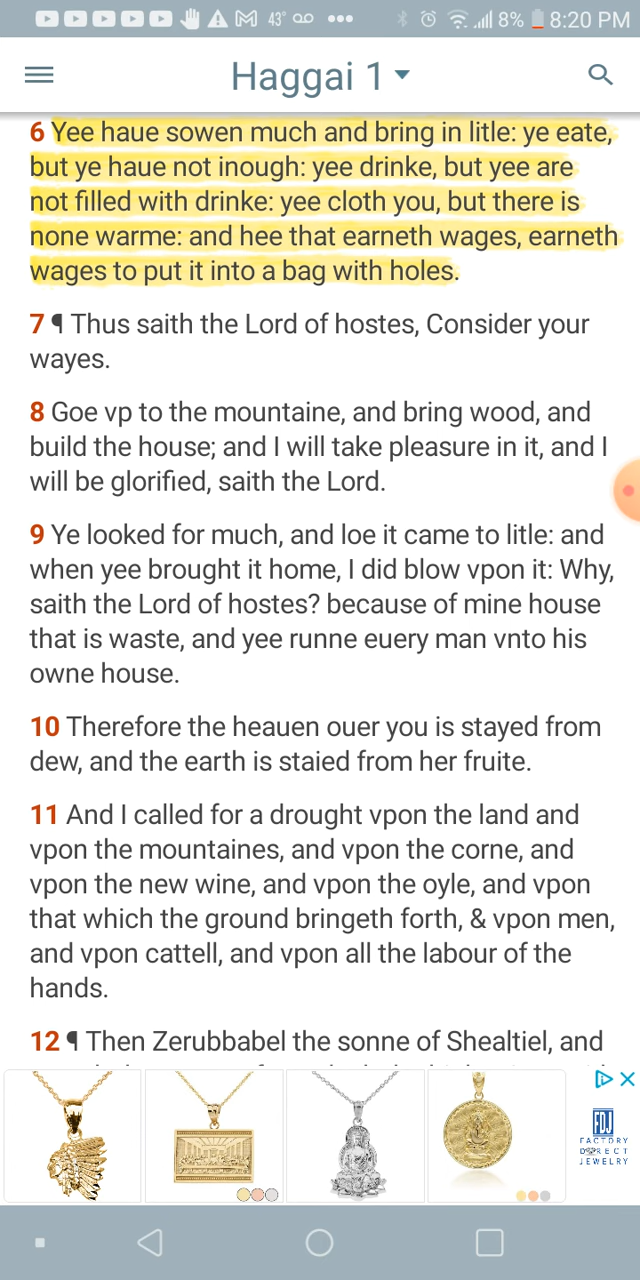 43° 8% 8:20 PM
Haggai 1
6 Yee haue sowen much and bring in litle: ye eate,
but ye haue not inough: yee drinke, but yee are
not filled with drinke: yee cloth you, but there is
none warme: and hee that earneth wages, earneth
wages to put it into a bag with holes.
7 ¶ Thus saith the Lord of hostes, Consider your
wayes.
8 Goe vp to the mountaine, and bring wood, and
build the house; and I will take pleasure in it, and I
will be glorified, saith the Lord.
9 Ye looked for much, and loe it came to litle: and
when yee brought it home, I did blow vpon it: Why,
saith the Lord of hostes? because of mine house
that is waste, and yee runne euery man vnto his
owne house.
10 Therefore the heauen ouer you is stayed from
dew, and the earth is staied from her fruite.
11 And I called for a drought vpon the land and
vpon the mountaines, and vpon the corne, and
vpon the new wine, and vpon the oyle, and vpon
that which the ground bringeth forth, & vpon men,
and vpon cattell, and vpon all the labour of the
hands.
12 ¶ Then Zerubbabel the sonne of Shealtiel, and
FDJ
FACTORY
DIRECT
JEWELRY